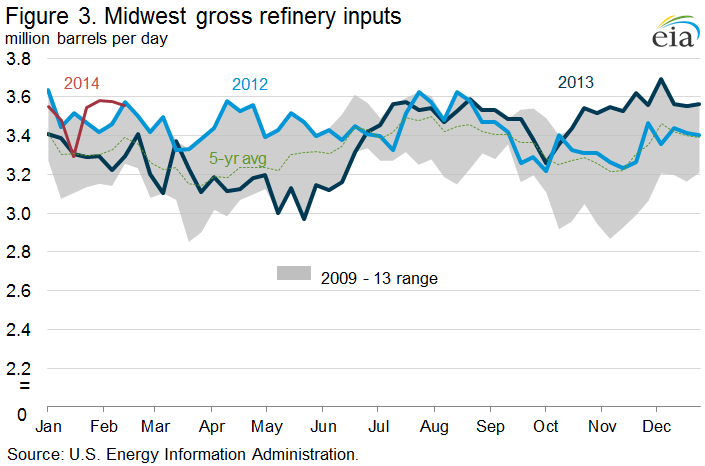 Figure 3. Midwest gross refinery inputs
million barrels per day
eia
3.8
2014
2012
2013
3.6
3.4
5-yr avg
3.2
3.0
2.8
2009 - 13 range
2.6
2.4
2.2
=
0
Jan Feb Mar Apr May Jun Jul Aug Sep Oct Nov Dec
Source: U.S. Energy Information Administration.